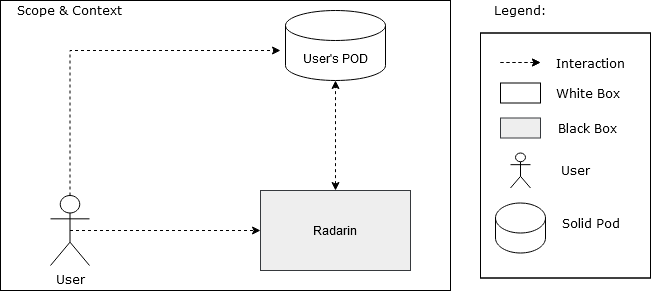 Scope & Context
User's POD
Radarin
User
Legend:
Interaction
White Box
Black Box
User
Solid Pod